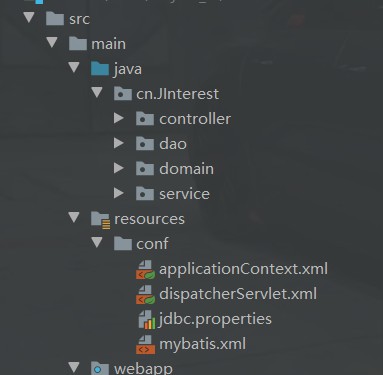 src
main
java
cn.JInterest
controller
dao
domain
service
resources
conf
applicationContext.xml
dispatcherServlet.xml
jdbc.properties
mybatis.xml
webapp